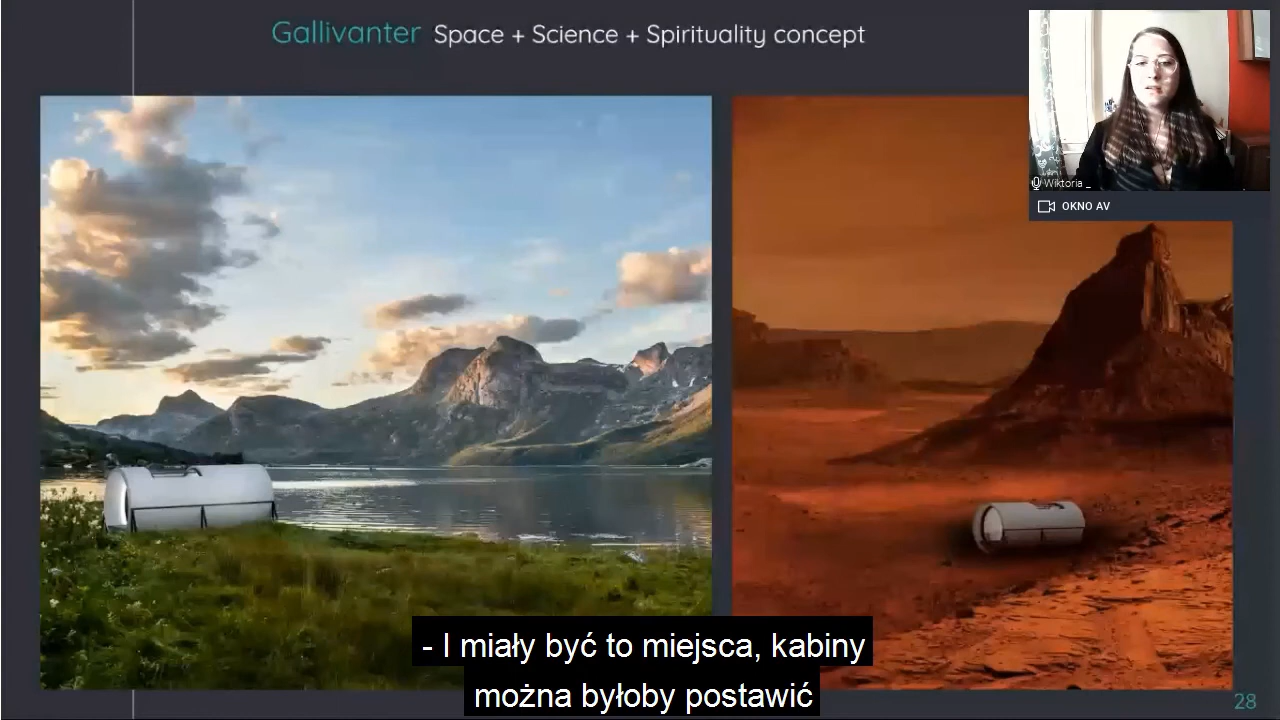 Gallivanter Space + Science + Spirituality concept
Wiktoria _
OKNO AV
- I miały być to miejsca, kabiny
można byłoby postawić
28